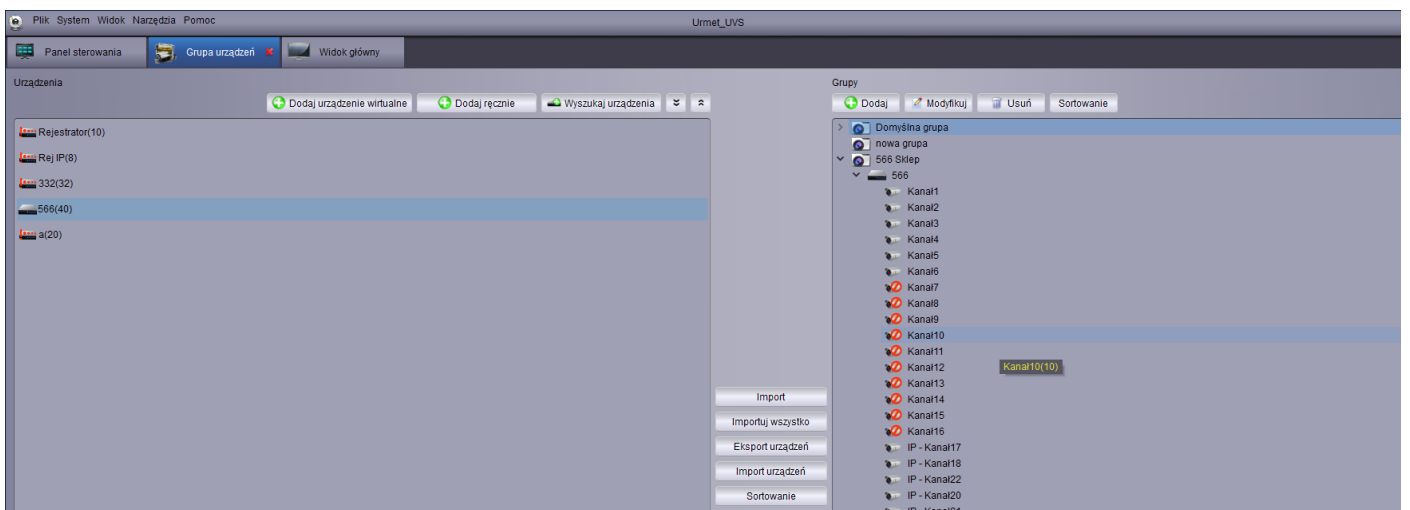 Plik System Widok Narzędzia Pomoc
Urmet_UVS
Panel sterowania
Grupa urządzeń
Widok główny
Urządzenia
Dodaj urządzenie wirtualne
Dodaj ręcznie
Wyszukaj urządzenia
Rejestrator(10)
Rej IP(8)
332(32)
566(40)
a(20)
Import
Importuj wszystko
Eksport urządzeń
Import urządzeń
Sortowanie
Grupy
Dodaj
Modyfikuj
Usuń
Sortowanie
Domyślna grupa
nowa grupa
566 Sklep
566
Kanał1
Kanał2
Kanał3
Kanał4
Kanał5
Kanał6
Kanał7
Kanał8
Kanał9
Kanał10
Kanał11
Kanał12
Kanał10(10)
Kanał13
Kanał14
Kanał15
Kanał16
IP - Kanał17
IP - Kanał18
IP - Kanał22
IP - Kanał20